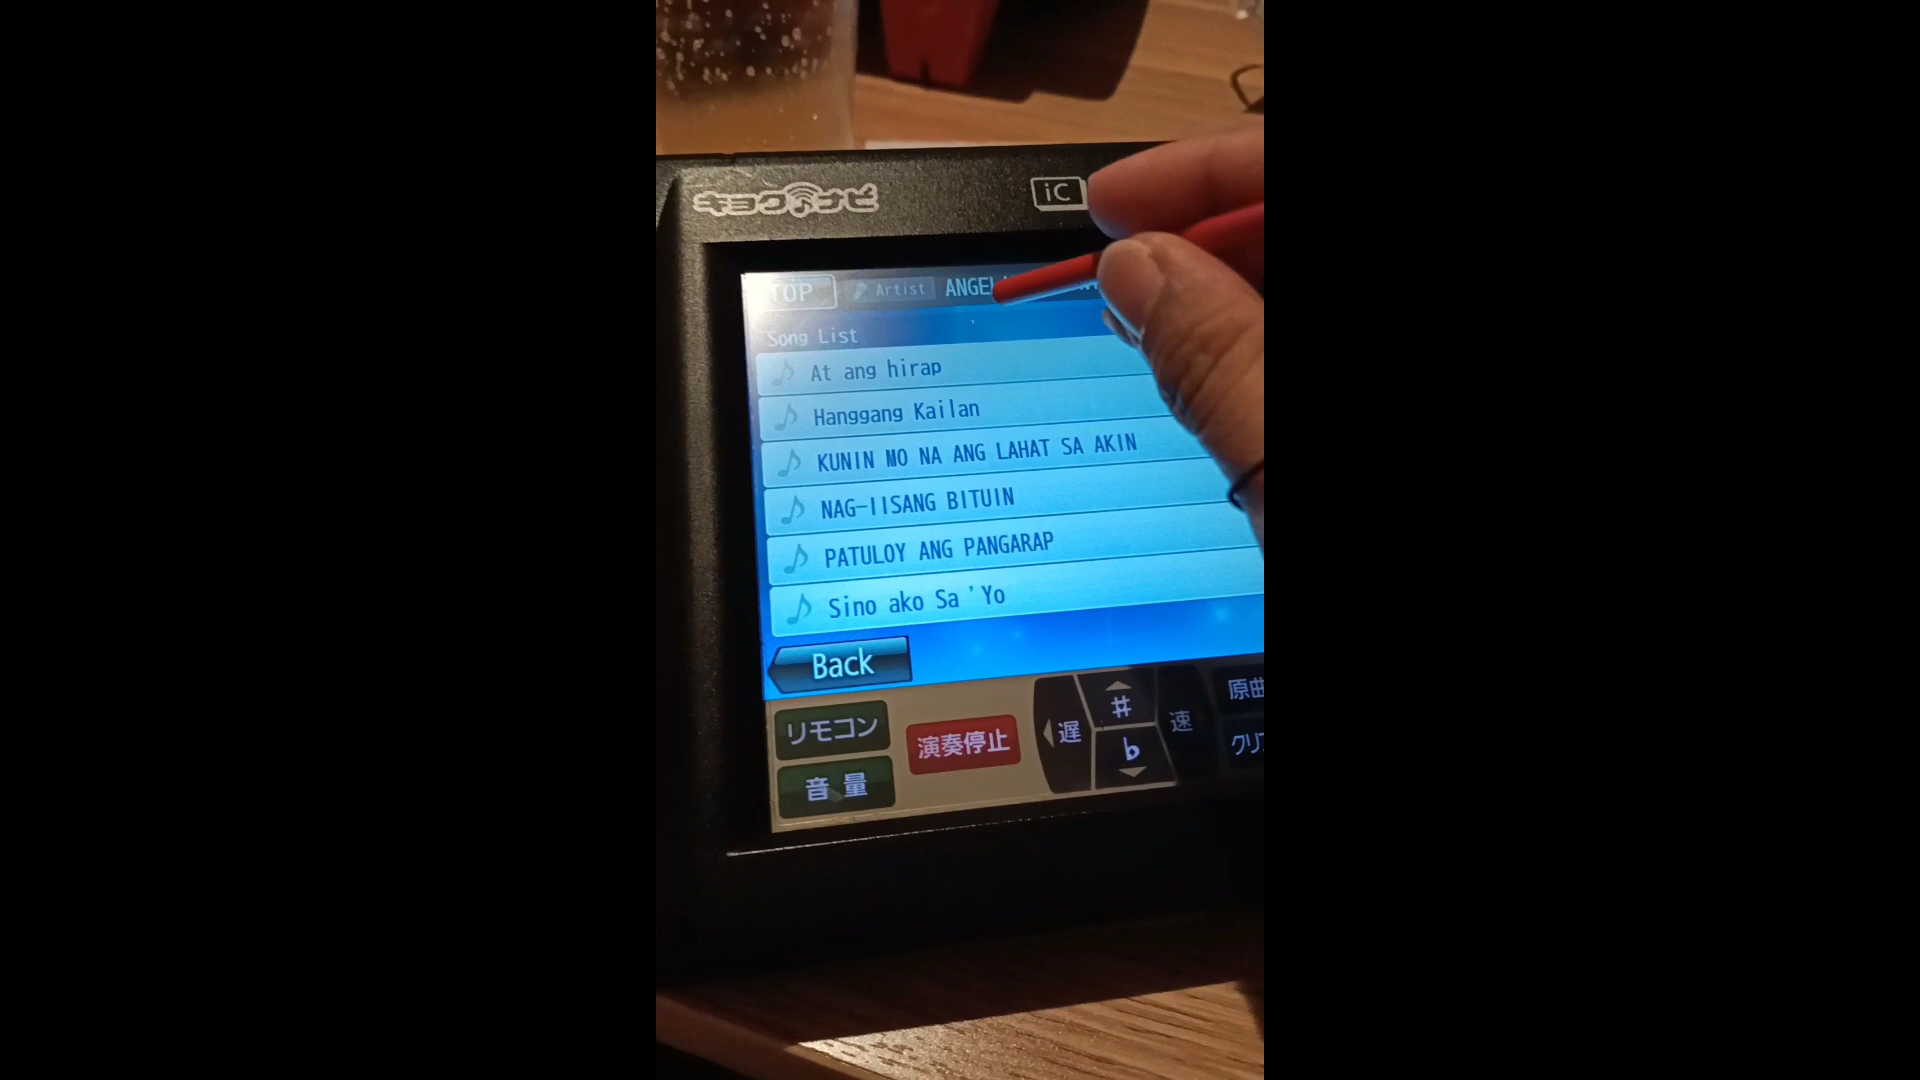 キョクナビ
iC
TOP
Artist
Song List
At ang hirap
Hanggang Kailan
KUNIN MO NA ANG LAHAT SA AKIN
NAG-IISANG BITUIN
PATULOY ANG PANGARAP
Sino ako Sa 'Yo
Back
リモコン
演奏停止
遅
♯
速
原曲
♭
音量